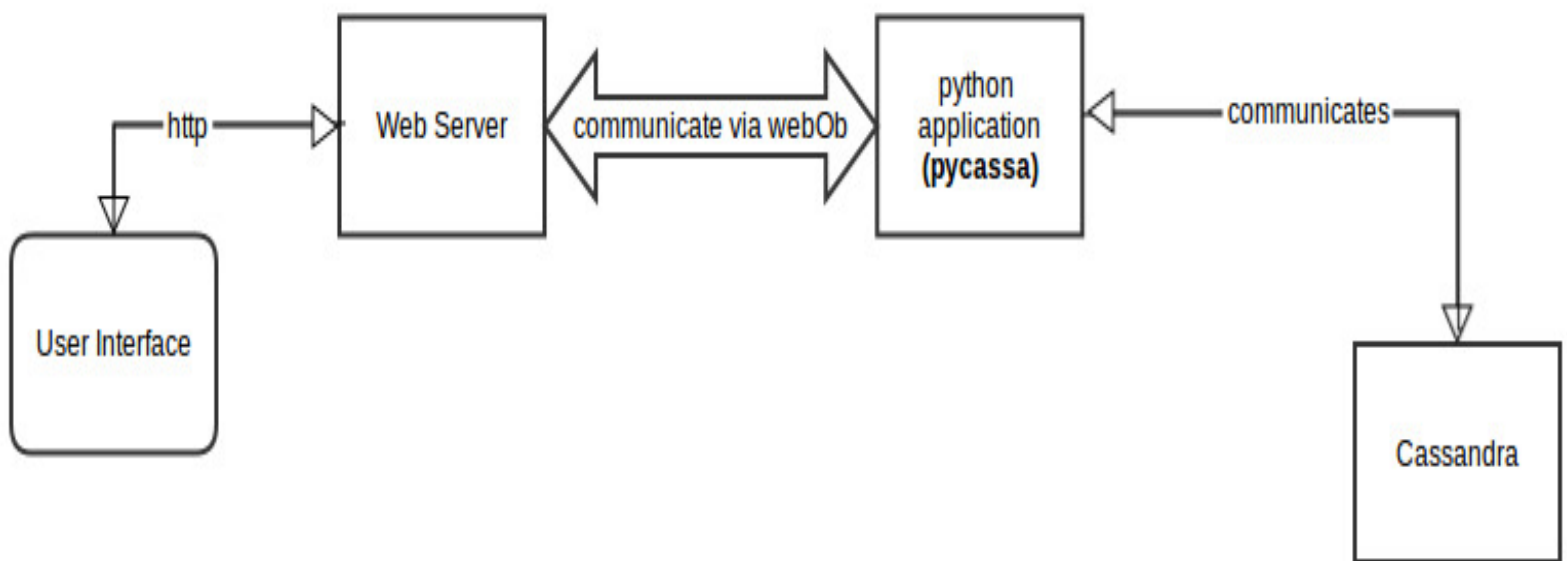 http
Web Server
communicate via webOb
python
application
(pycassa)
communicates
User Interface
Cassandra